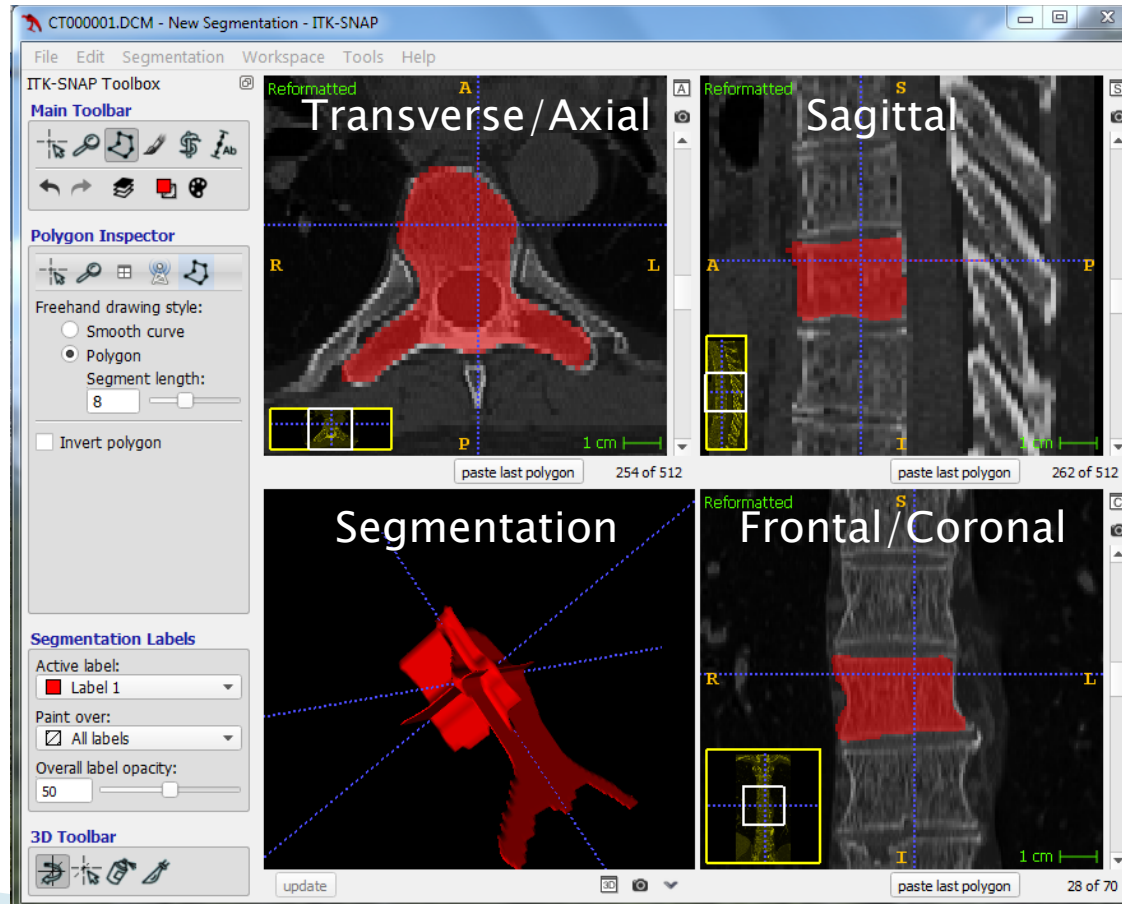 CT000001.DCM - New Segmentation - ITK-SNAP
File Edit Segmentation Workspace Tools Help
ITK-SNAP Toolbox
Main Toolbar
Ab
Polygon Inspector
Freehand drawing style:
Smooth curve
Polygon
Segment length:
8
Invert polygon
Segmentation Labels
Active label:
Label 1
Paint over:
All labels
Overall label opacity:
50
3D Toolbar
Reformatted
A
Transverse/Axial
R
L
P
1 cm
A
paste last polygon 254 of 512
Reformatted
S
Sagittal
A
P
I
1 cm
S
paste last polygon 262 of 512
Segmentation
update
3D
Reformatted
S
Frontal/Coronal
R
L
I
1 cm
C
paste last polygon 28 of 70